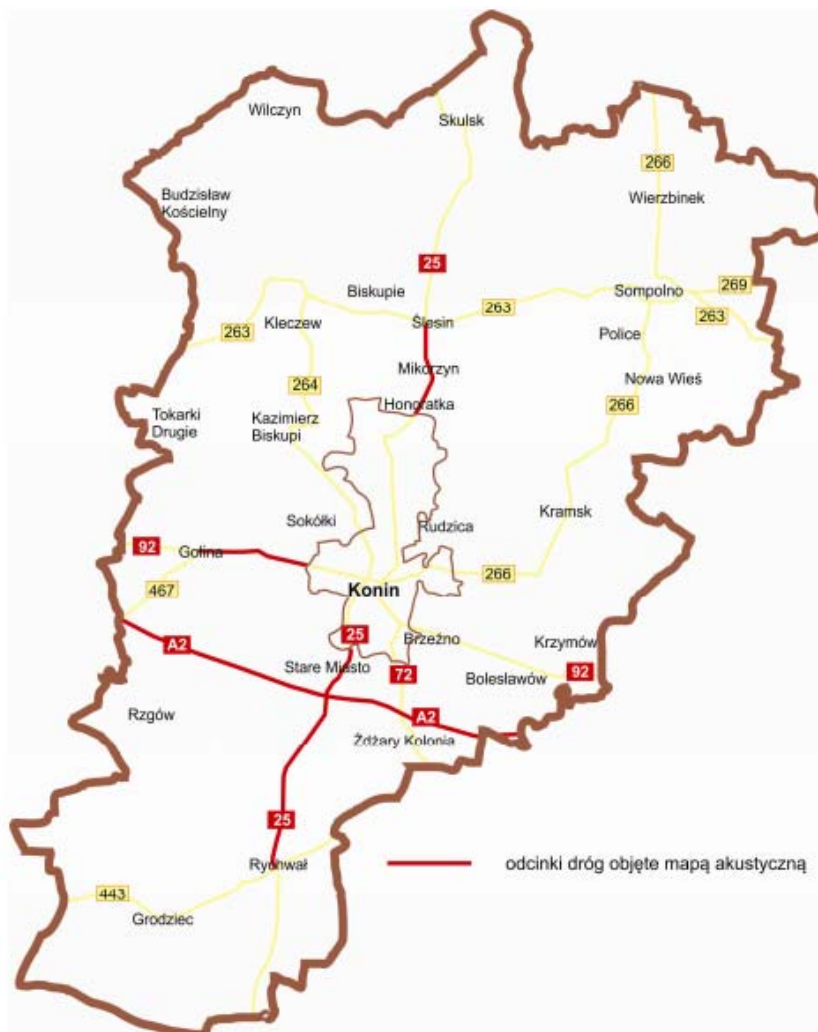 Wilczyn
Skulsk
266
Budzisław
Kościelny
Wierzbinek
25
Biskupie
Sompolno
269
263
Kleczew
Ślesin
263
263
Police
Mikorzyn
264
Nowa Wieś
Honoratka
266
Tokarki
Drugie
Kazimierz
Biskupi
Kramsk
Sokółki
Rudzica
92
Golina
266
467
Konin
25
Brzeźno
Krzymów
A2
Stare Miasto
72
Bolesławów
92
Rzgów
A2
Żdżary Kolonia
25
Rychwał
odcinki dróg objęte mapą akustyczną
443
Grodziec